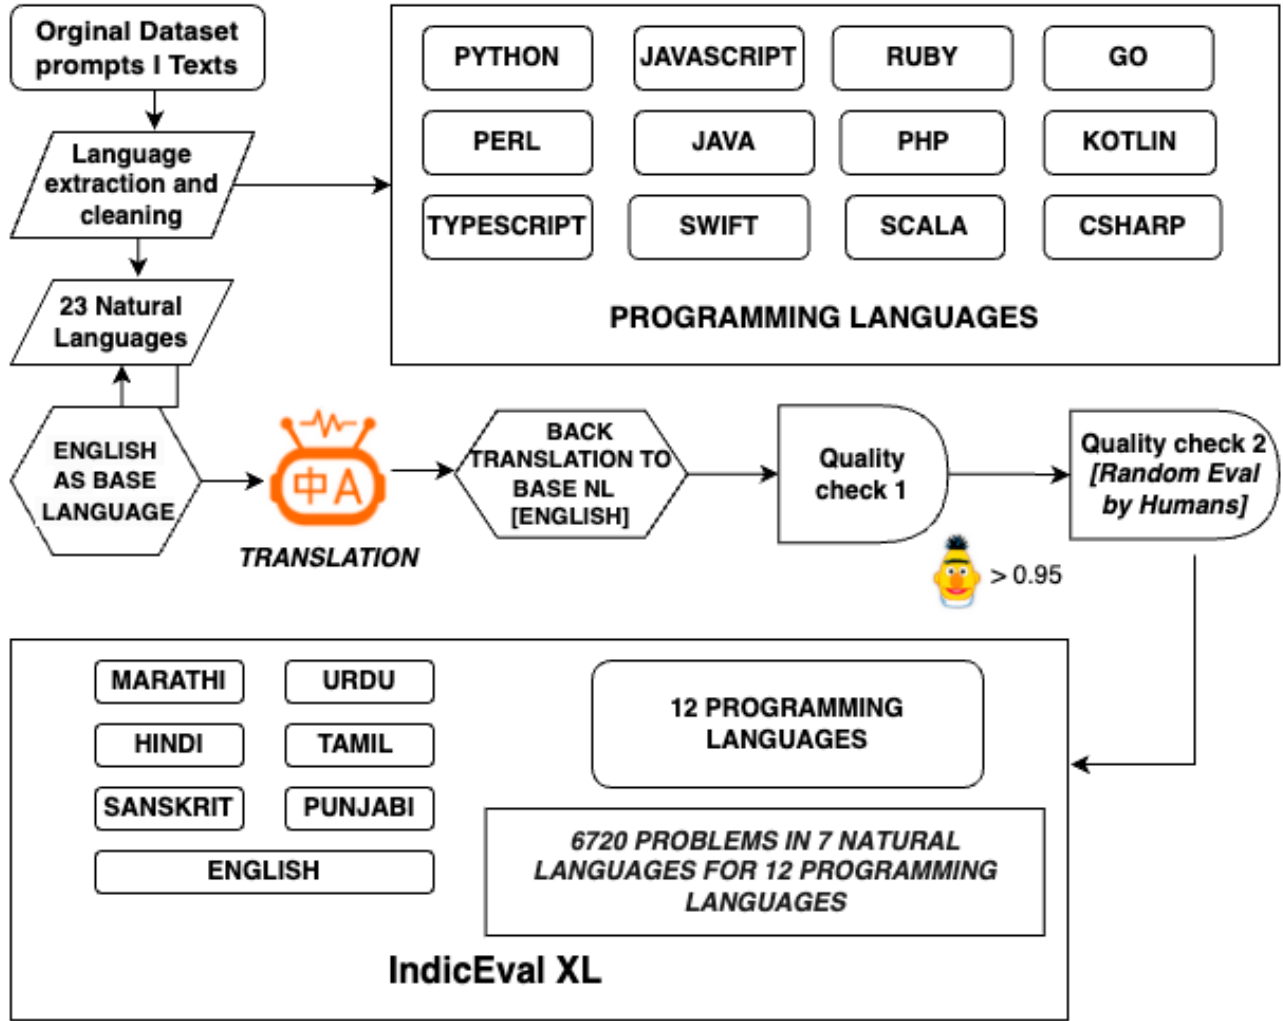 Orginal Dataset
prompts I Texts
Language
extraction and
cleaning
23 Natural
Languages
PYTHON
JAVASCRIPT
RUBY
GO
PERL
JAVA
PHP
KOTLIN
TYPESCRIPT
SWIFT
SCALA
CSHARP
PROGRAMMING LANGUAGES
ENGLISH
AS BASE
LANGUAGE
中A
TRANSLATION
BACK
TRANSLATION TO
BASE NL
[ENGLISH]
Quality
check 1
> 0.95
Quality check 2
[Random Eval
by Humans]
MARATHI
URDU
HINDI
TAMIL
SANSKRIT
PUNJABI
ENGLISH
12 PROGRAMMING
LANGUAGES
6720 PROBLEMS IN 7 NATURAL
LANGUAGES FOR 12 PROGRAMMING
LANGUAGES
IndicEval XL